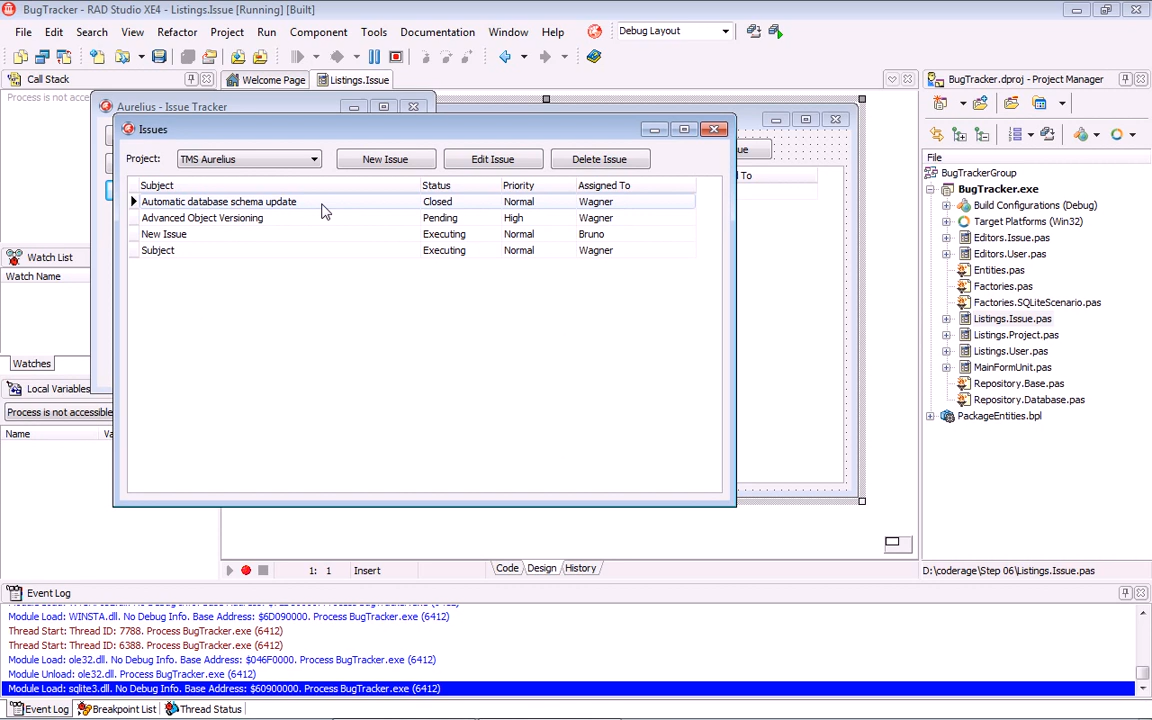 BugTracker - RAD Studio XE4 - Listings.Issue [Running] [Built]
File Edit Search View Refactor Project Run Component Tools Documentation Window Help
Debug Layout
Call Stack
Welcome Page
Listings.Issue
BugTracker.dproj - Project Manager
Process is not acce
Aurelius - Issue Tracker
Issues
Project:
TMS Aurelius
New Issue
Edit Issue
Delete Issue
ue
To
Subject Status Priority Assigned To
Automatic database schema update Closed Normal Wagner
Advanced Object Versioning Pending High Wagner
New Issue Executing Normal Bruno
Subject Executing Normal Wagner
File
BugTrackerGroup
BugTracker.exe
Build Configurations (Debug)
Target Platforms (Win32)
Editors.Issue.pas
Editors.User.pas
Entities.pas
Factories.pas
Factories.SQLiteScenario.pas
Listings.Issue.pas
Listings.Project.pas
Listings.User.pas
MainFormUnit.pas
Repository.Base.pas
Repository.Database.pas
PackageEntities.bpl
Watch List
Watch Name
Watches
Local Variables
Process is not accessible
Name Va
1: 1 Insert
Code Design History
D:\coderage\Step 06\Listings.Issue.pas
Event Log
Module Load: WINSTA.dll. No Debug Info. Base Address: $6D090000. Process BugTracker.exe (6412)
Thread Start: Thread ID: 7788. Process BugTracker.exe (6412)
Thread Start: Thread ID: 6388. Process BugTracker.exe (6412)
Module Load: ole32.dll. No Debug Info. Base Address: $046F0000. Process BugTracker.exe (6412)
Module Unload: ole32.dll. Process BugTracker.exe (6412)
Module Load: sqlite3.dll. No Debug Info. Base Address: $60900000. Process BugTracker.exe (6412)
Event Log
Breakpoint List
Thread Status